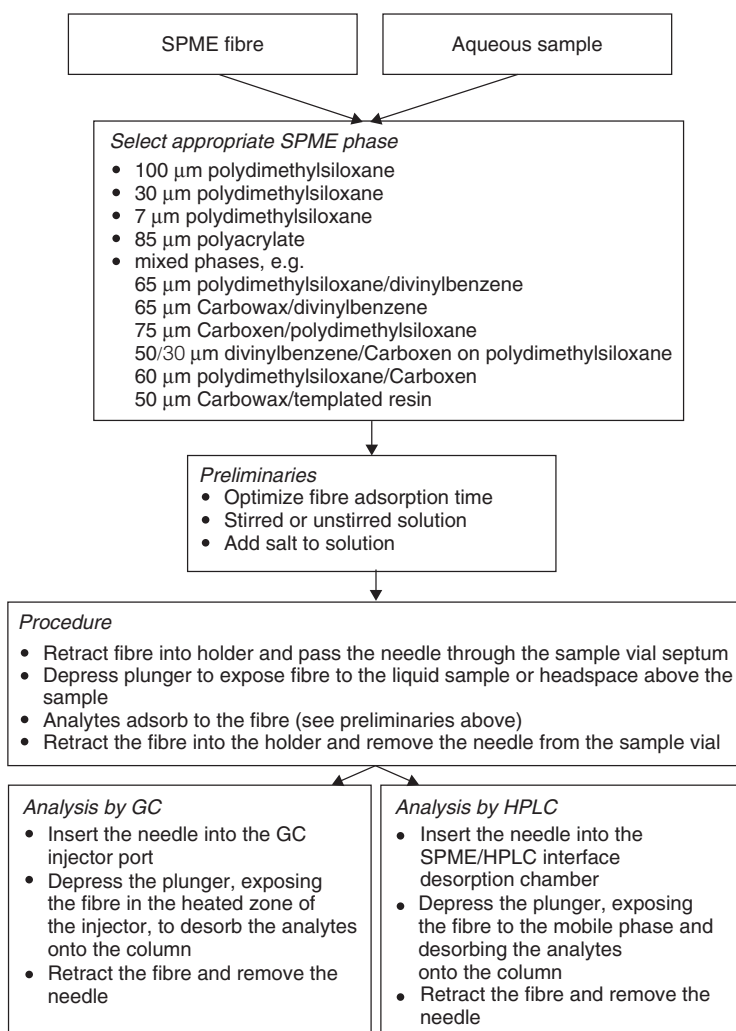 SPME fibre
Aqueous sample
Select appropriate SPME phase
• 100 μm polydimethylsiloxane
• 30 μm polydimethylsiloxane
• 7 μm polydimethylsiloxane
• 85 μm polyacrylate
• mixed phases, e.g.
65 μm polydimethylsiloxane/divinylbenzene
65 μm Carbowax/divinylbenzene
75 μm Carboxen/polydimethylsiloxane
50/30 μm divinylbenzene/Carboxen on polydimethylsiloxane
60 μm polydimethylsiloxane/Carboxen
50 μm Carbowax/templated resin
Preliminaries
• Optimize fibre adsorption time
• Stirred or unstirred solution
• Add salt to solution
Procedure
• Retract fibre into holder and pass the needle through the sample vial septum
• Depress plunger to expose fibre to the liquid sample or headspace above the
sample
• Analytes adsorb to the fibre (see preliminaries above)
• Retract the fibre into the holder and remove the needle from the sample vial
Analysis by GC
• Insert the needle into the GC
injector port
• Depress the plunger, exposing
the fibre in the heated zone of
the injector, to desorb the analytes
onto the column
• Retract the fibre and remove the
needle
Analysis by HPLC
• Insert the needle into the
SPME/HPLC interface
desorption chamber
• Depress the plunger, exposing
the fibre to the mobile phase and
desorbing the analytes
onto the column
• Retract the fibre and remove the
needle